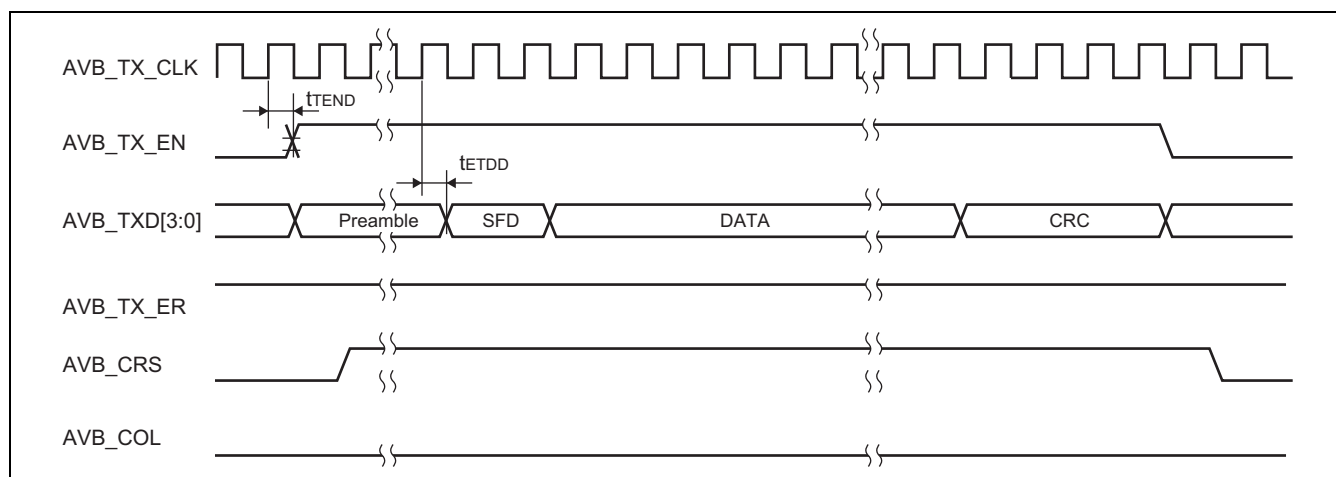 AVB_TX_CLK
tTEND
AVB_TX_EN
tETDD
AVB_TXD[3:0]
Preamble
SFD
DATA
CRC
AVB_TX_ER
AVB_CRS
AVB_COL